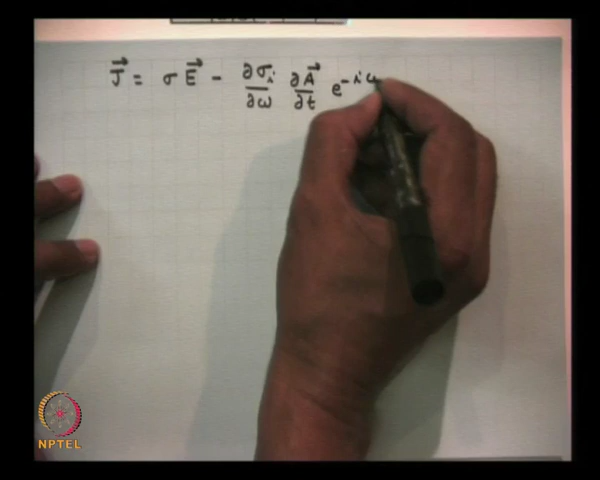 J⃗ = σ E⃗ - ∂σᵢ/∂ω ∂A⃗/∂t e^-iω
NPTEL